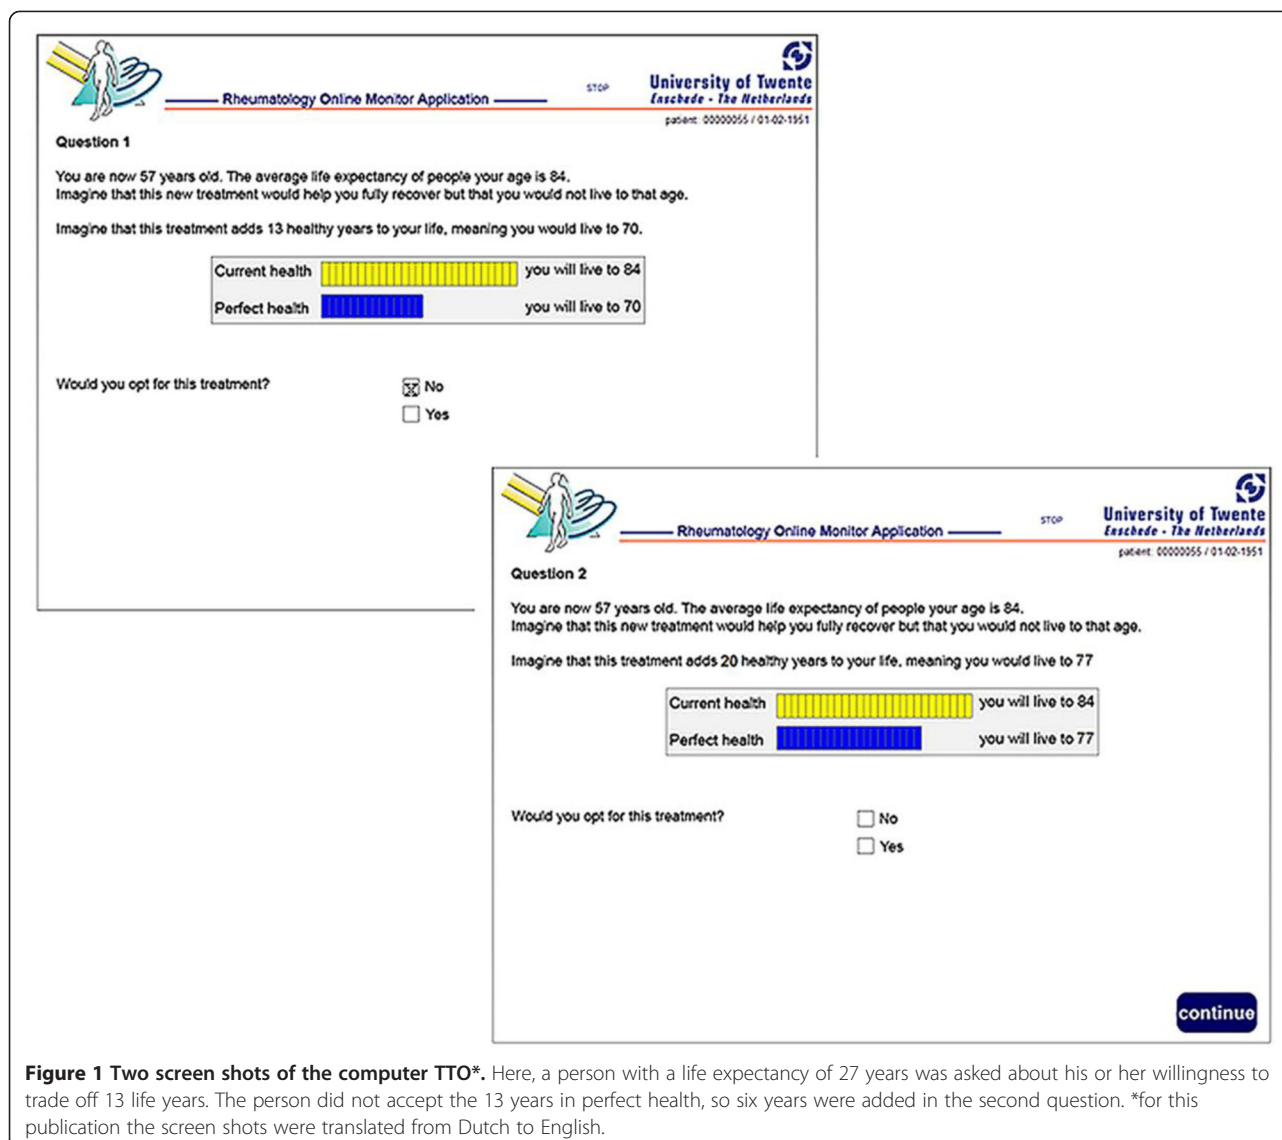 Rheumatology Online Monitor Application
STOP
University of Twente
Enschede - The Netherlands
patient: 00000055 / 01-02-1951
Question 1
You are now 57 years old. The average life expectancy of people your age is 84.
Imagine that this new treatment would help you fully recover but that you would not live to that age.
Imagine that this treatment adds 13 healthy years to your life, meaning you would live to 70.
Current health you will live to 84
Perfect health you will live to 70
Would you opt for this treatment? No
Yes
Rheumatology Online Monitor Application
STOP
University of Twente
Enschede - The Netherlands
patient: 00000055 / 01-02-1951
Question 2
You are now 57 years old. The average life expectancy of people your age is 84.
Imagine that this new treatment would help you fully recover but that you would not live to that age.
Imagine that this treatment adds 20 healthy years to your life, meaning you would live to 77
Current health you will live to 84
Perfect health you will live to 77
Would you opt for this treatment? No
Yes
continue
Figure 1 Two screen shots of the computer TTO*. Here, a person with a life expectancy of 27 years was asked about his or her willingness to
trade off 13 life years. The person did not accept the 13 years in perfect health, so six years were added in the second question. *for this
publication the screen shots were translated from Dutch to English.